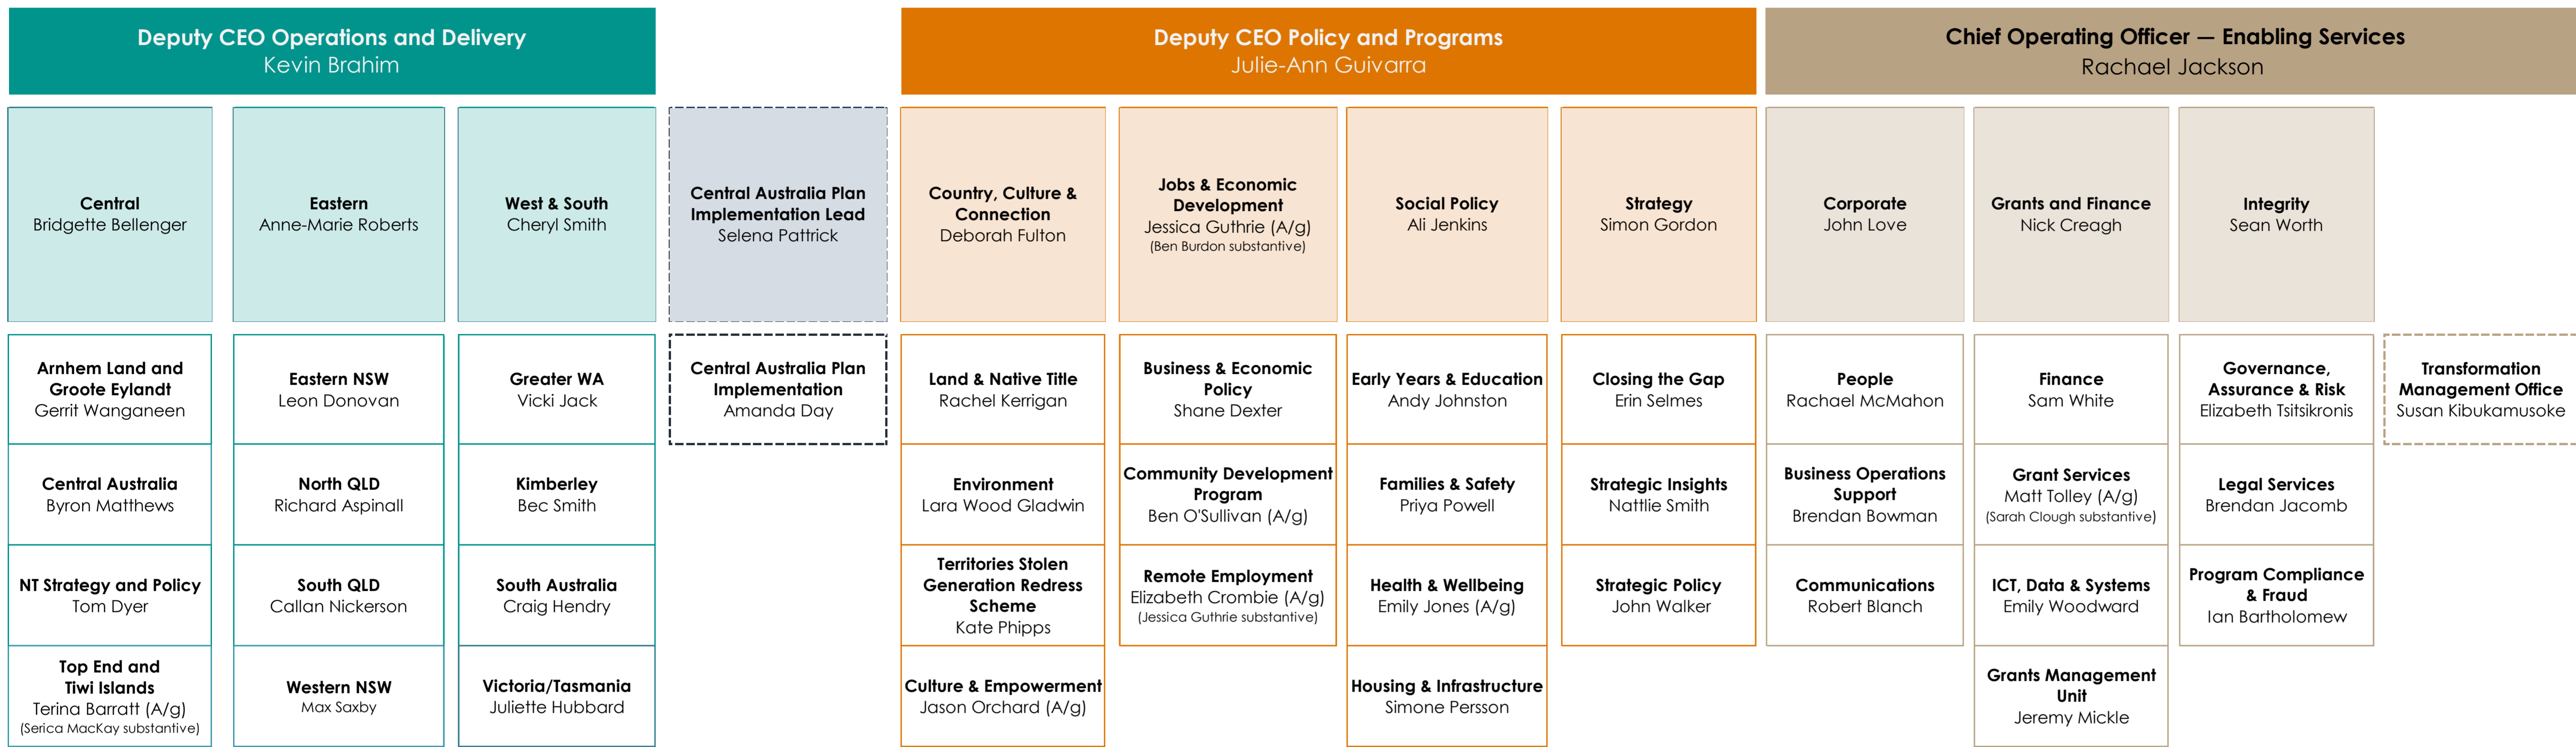 Deputy CEO Operations and Delivery
Kevin Brahim
Deputy CEO Policy and Programs
Julie-Ann Guivarra
Chief Operating Officer — Enabling Services
Rachael Jackson
Central
Bridgette Bellenger
Eastern
Anne-Marie Roberts
West & South
Cheryl Smith
Central Australia Plan
Implementation Lead
Selena Pattrick
Country, Culture &
Connection
Deborah Fulton
Jobs & Economic
Development
Jessica Guthrie (A/g)
(Ben Burdon substantive)
Social Policy
Ali Jenkins
Strategy
Simon Gordon
Corporate
John Love
Grants and Finance
Nick Creagh
Integrity
Sean Worth
Arnhem Land and
Groote Eylandt
Gerrit Wanganeen
Eastern NSW
Leon Donovan
Greater WA
Vicki Jack
Central Australia Plan
Implementation
Amanda Day
Land & Native Title
Rachel Kerrigan
Business & Economic
Policy
Shane Dexter
Early Years & Education
Andy Johnston
Closing the Gap
Erin Selmes
People
Rachael McMahon
Finance
Sam White
Governance,
Assurance & Risk
Elizabeth Tsitsikronis
Transformation
Management Office
Susan Kibukamusoke
Central Australia
Byron Matthews
North QLD
Richard Aspinall
Kimberley
Bec Smith
Environment
Lara Wood Gladwin
Community Development
Program
Ben O'Sullivan (A/g)
Families & Safety
Priya Powell
Strategic Insights
Nattlie Smith
Business Operations
Support
Brendan Bowman
Grant Services
Matt Tolley (A/g)
(Sarah Clough substantive)
Legal Services
Brendan Jacomb
NT Strategy and Policy
Tom Dyer
South QLD
Callan Nickerson
South Australia
Craig Hendry
Territories Stolen
Generation Redress
Scheme
Kate Phipps
Remote Employment
Elizabeth Crombie (A/g)
(Jessica Guthrie substantive)
Health & Wellbeing
Emily Jones (A/g)
Strategic Policy
John Walker
Communications
Robert Blanch
ICT, Data & Systems
Emily Woodward
Program Compliance
& Fraud
Ian Bartholomew
Top End and
Tiwi Islands
Terina Barratt (A/g)
(Serica MacKay substantive)
Western NSW
Max Saxby
Victoria/Tasmania
Juliette Hubbard
Culture & Empowerment
Jason Orchard (A/g)
Housing & Infrastructure
Simone Persson
Grants Management
Unit
Jeremy Mickle